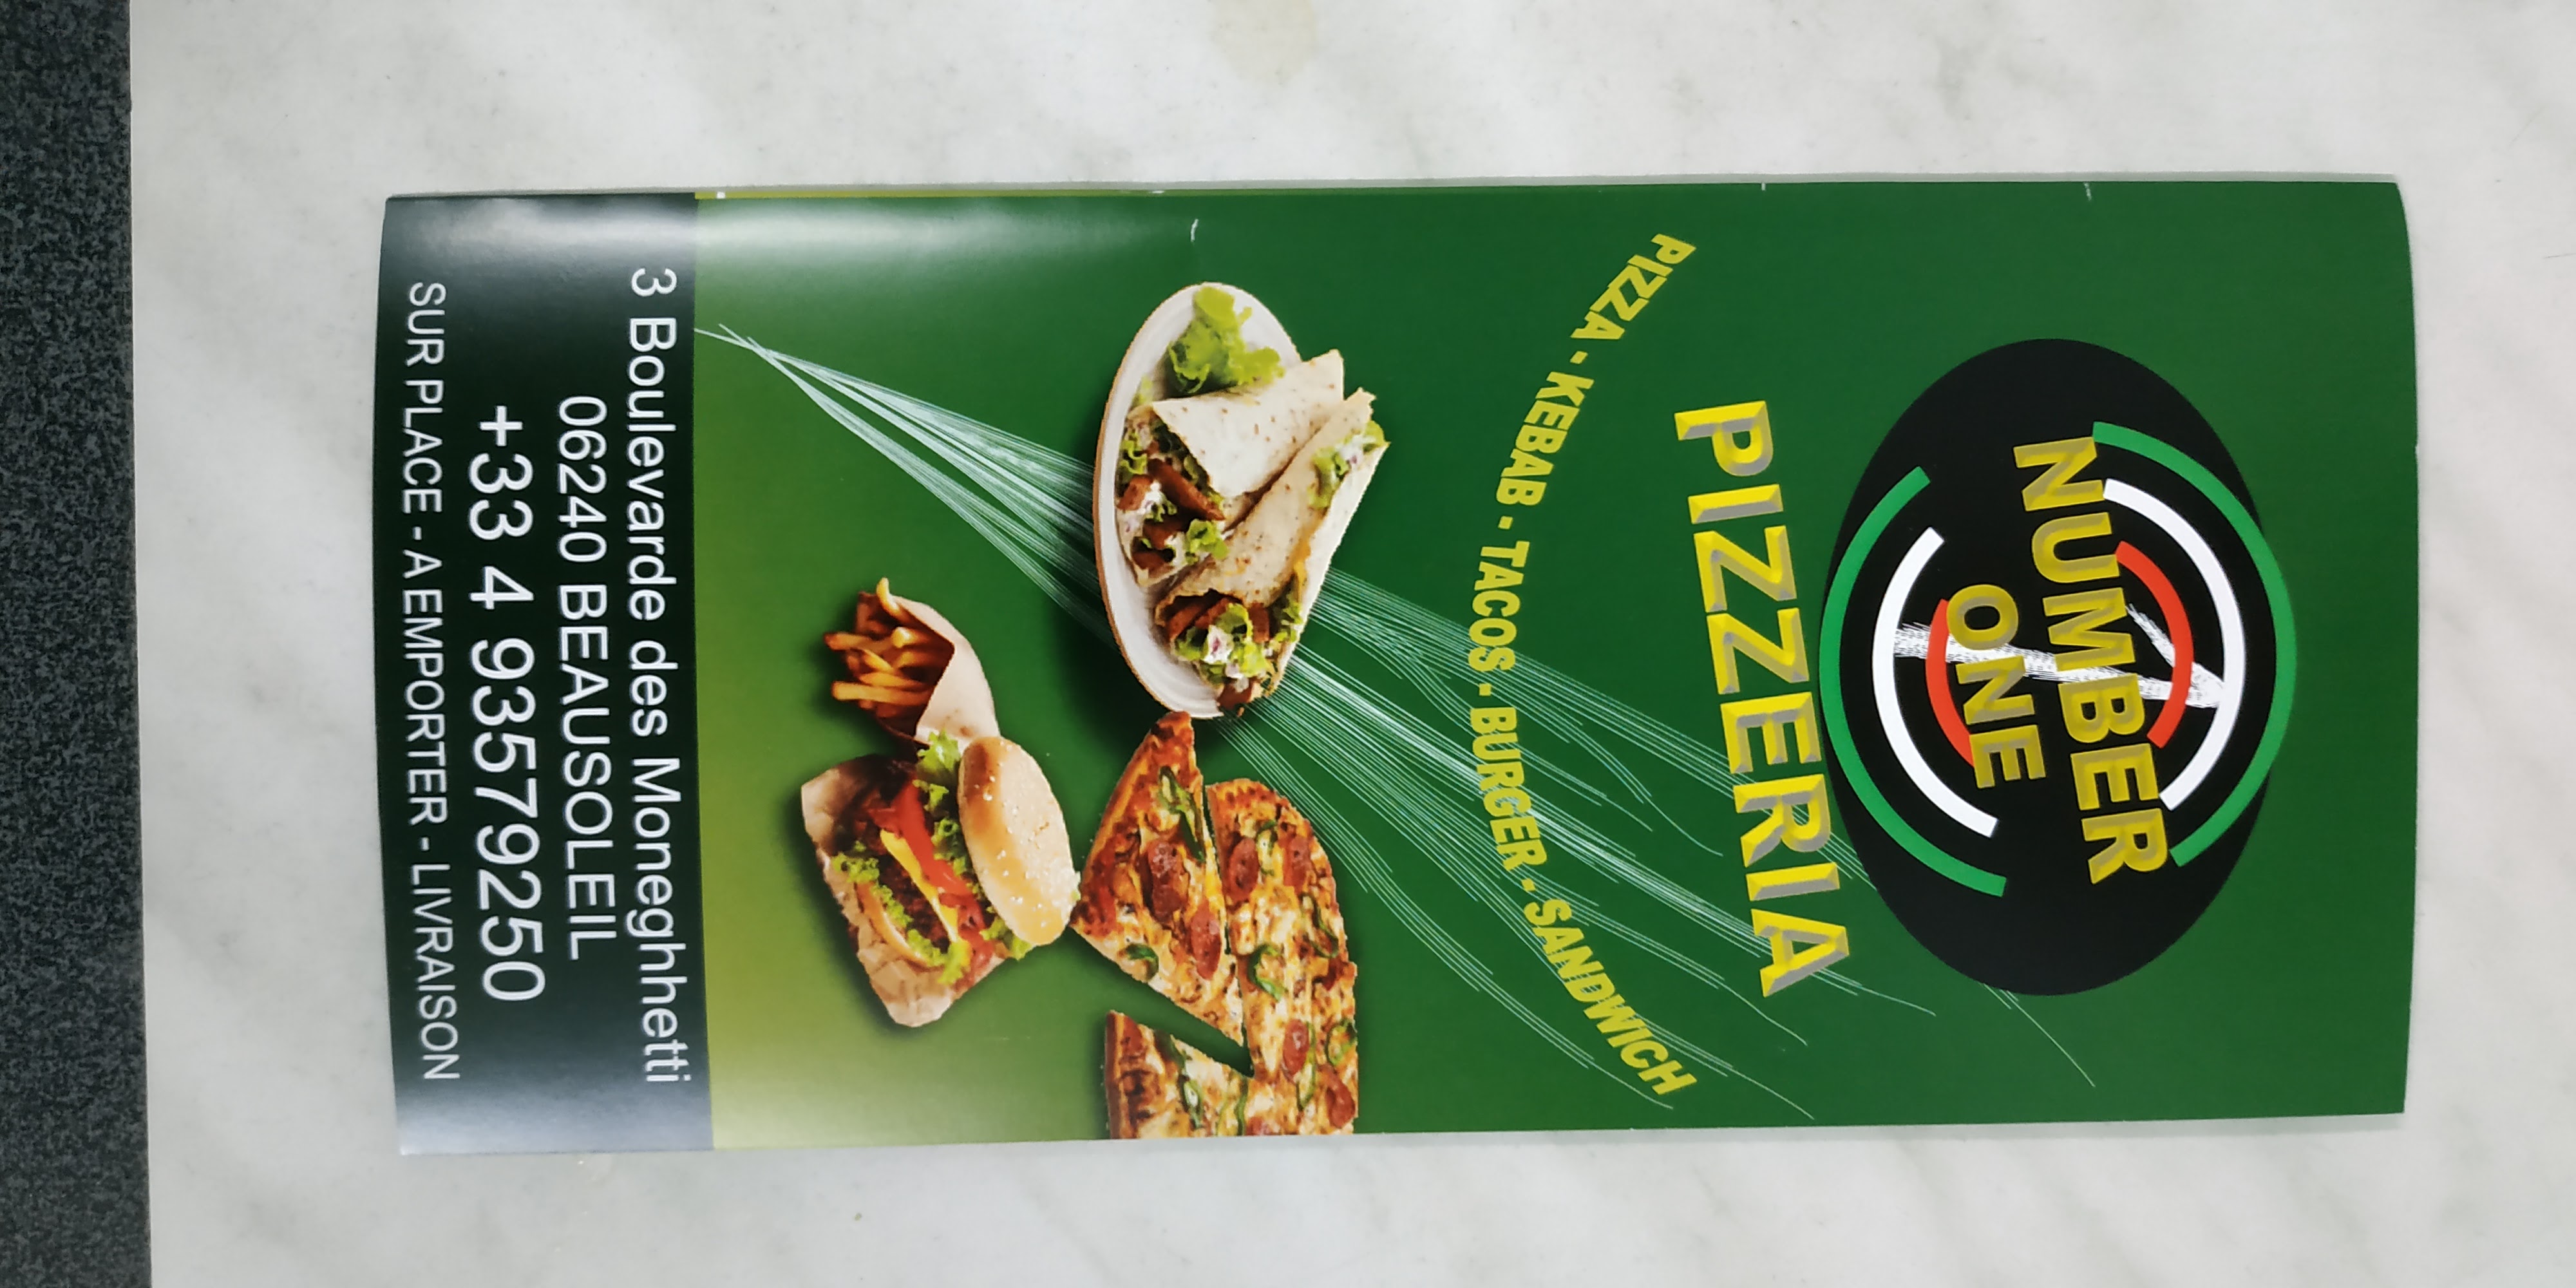 NUMBER
ONE
PIZZERIA
PIZZA - KEBAB - TACOS - BURGER - SANDWICH
3 Boulevarde des Moneghhetti
06240 BEAUSOLEIL
+33 4 93579250
SUR PLACE - A EMPORTER - LIVRAISON